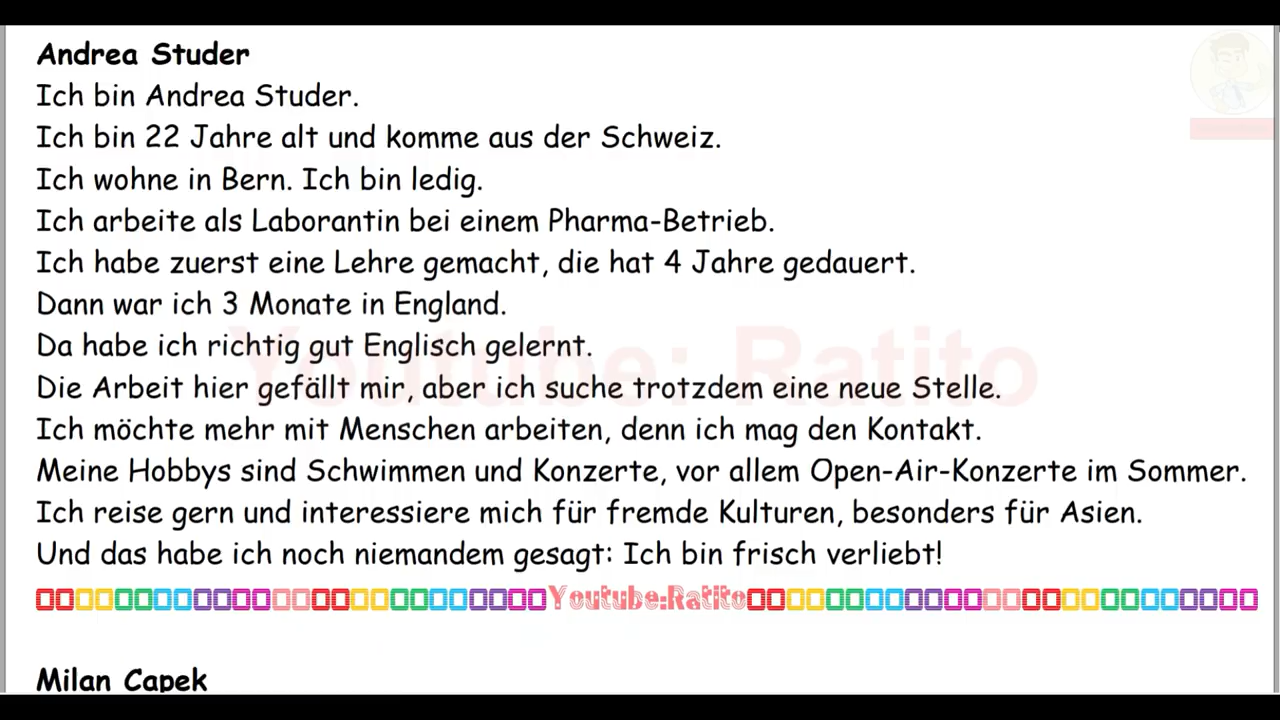 Andrea Studer
Ich bin Andrea Studer.
Ich bin 22 Jahre alt und komme aus der Schweiz.
Ich wohne in Bern. Ich bin ledig.
Ich arbeite als Laborantin bei einem Pharma-Betrieb.
Ich habe zuerst eine Lehre gemacht, die hat 4 Jahre gedauert.
Dann war ich 3 Monate in England.
Da habe ich richtig gut Englisch gelernt.
Youtube: Ratito
Die Arbeit hier gefällt mir, aber ich suche trotzdem eine neue Stelle.
Ich möchte mehr mit Menschen arbeiten, denn ich mag den Kontakt.
Meine Hobbys sind Schwimmen und Konzerte, vor allem Open-Air-Konzerte im Sommer.
Ich reise gern und interessiere mich für fremde Kulturen, besonders für Asien.
Und das habe ich noch niemandem gesagt: Ich bin frisch verliebt!
Youtube:Ratito
Milan Capek